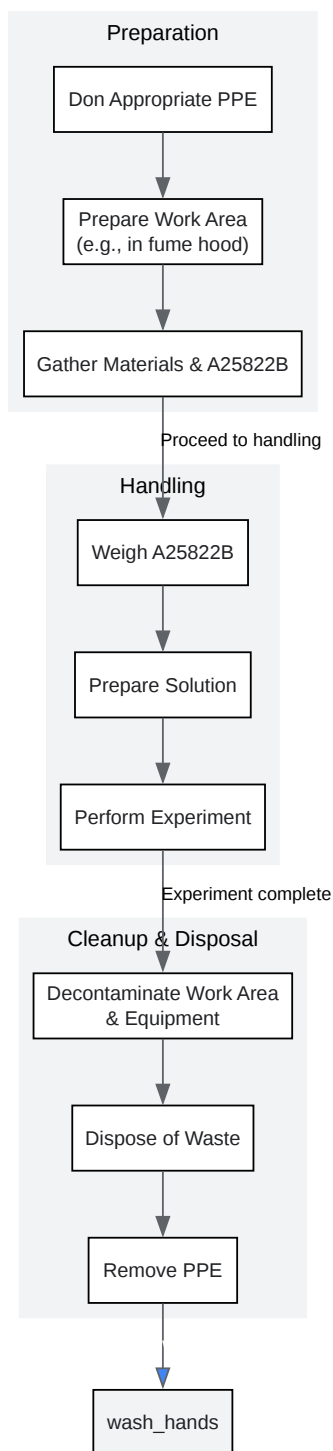 Preparation
Don Appropriate PPE
Prepare Work Area
(e.g., in fume hood)
Gather Materials & A25822B
Proceed to handling
Handling
Weigh A25822B
Prepare Solution
Perform Experiment
Experiment complete
Cleanup & Disposal
Decontaminate Work Area
& Equipment
Dispose of Waste
Remove PPE
wash_hands